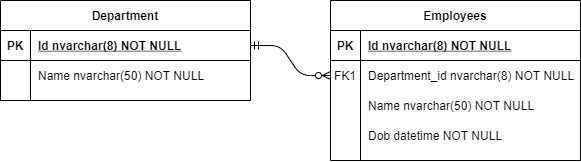 Department
PK Id nvarchar(8) NOT NULL
Name nvarchar(50) NOT NULL
Employees
PK Id nvarchar(8) NOT NULL
FK1 Department_id nvarchar(8) NOT NULL
Name nvarchar(50) NOT NULL
Dob datetime NOT NULL